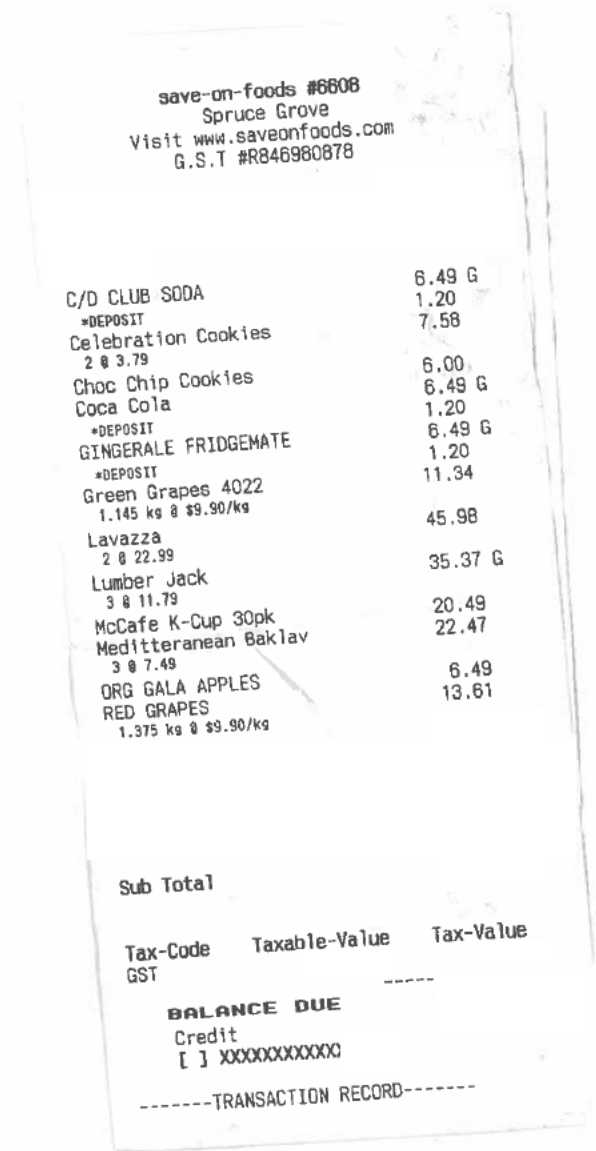 save-on-foods #6608
Spruce Grove
Visit www.saveonfoods.com
G.S.T #R846980878
C/D CLUB SODA 6.49 G
*DEPOSIT 1.20
Celebration Cookies 7.58
2 @ 3.79
Choc Chip Cookies 6.00
Coca Cola 6.49 G
*DEPOSIT 1.20
GINGERALE FRIDGEMATE 6.49 G
*DEPOSIT 1.20
Green Grapes 4022 11.34
1.145 kg @ $9.90/kg
Lavazza 45.98
2 @ 22.99
Lumber Jack 35.37 G
3 @ 11.79
McCafe K-Cup 30pk 20.49
Meditteranean Baklav 22.47
3 @ 7.49
ORG GALA APPLES 6.49
RED GRAPES 13.61
1.375 kg @ $9.90/kg
Sub Total
Tax-Code Taxable-Value Tax-Value
GST
-----
BALANCE DUE
Credit
[ ] XXXXXXXXXXX
-------TRANSACTION RECORD-------